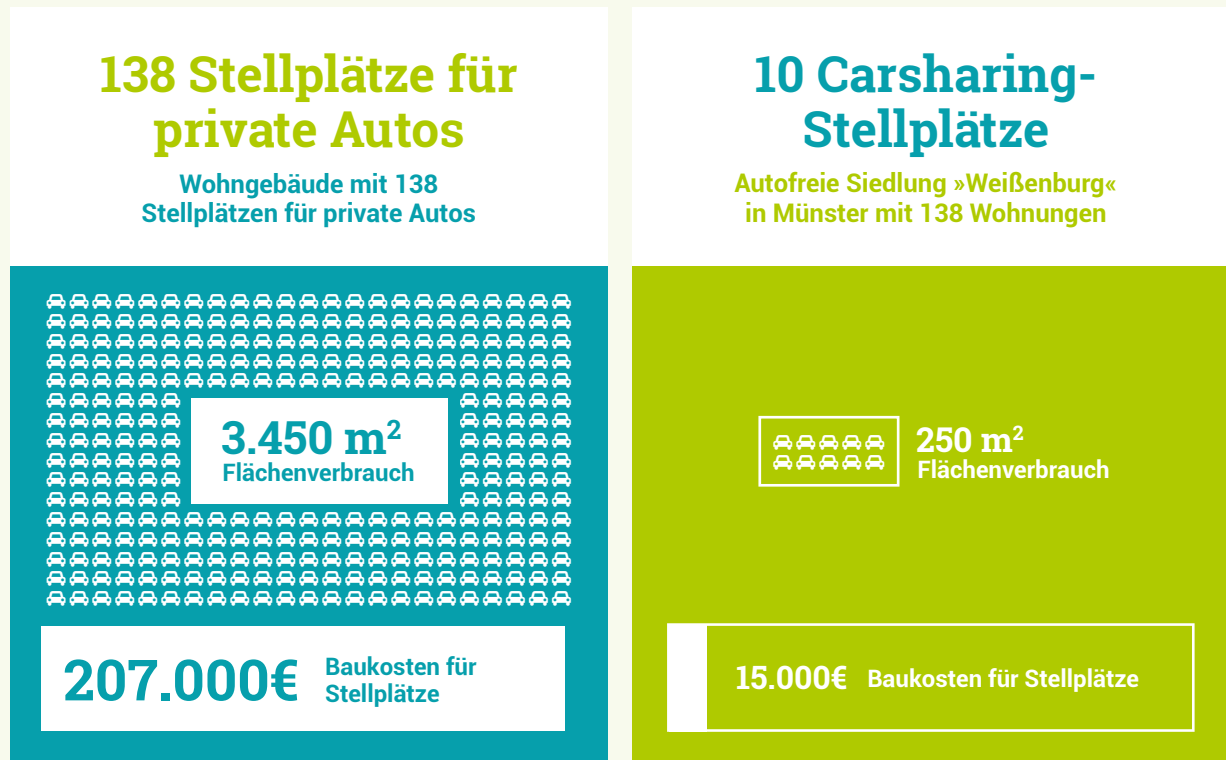 138 Stellplätze für
private Autos
Wohngebäude mit 138
Stellplätzen für private Autos
3.450 m²
Flächenverbrauch
207.000€
Baukosten für
Stellplätze
10 Carsharing-
Stellplätze
Autofreie Siedlung »Weißenburg«
in Münster mit 138 Wohnungen
250 m²
Flächenverbrauch
15.000€ Baukosten für Stellplätze